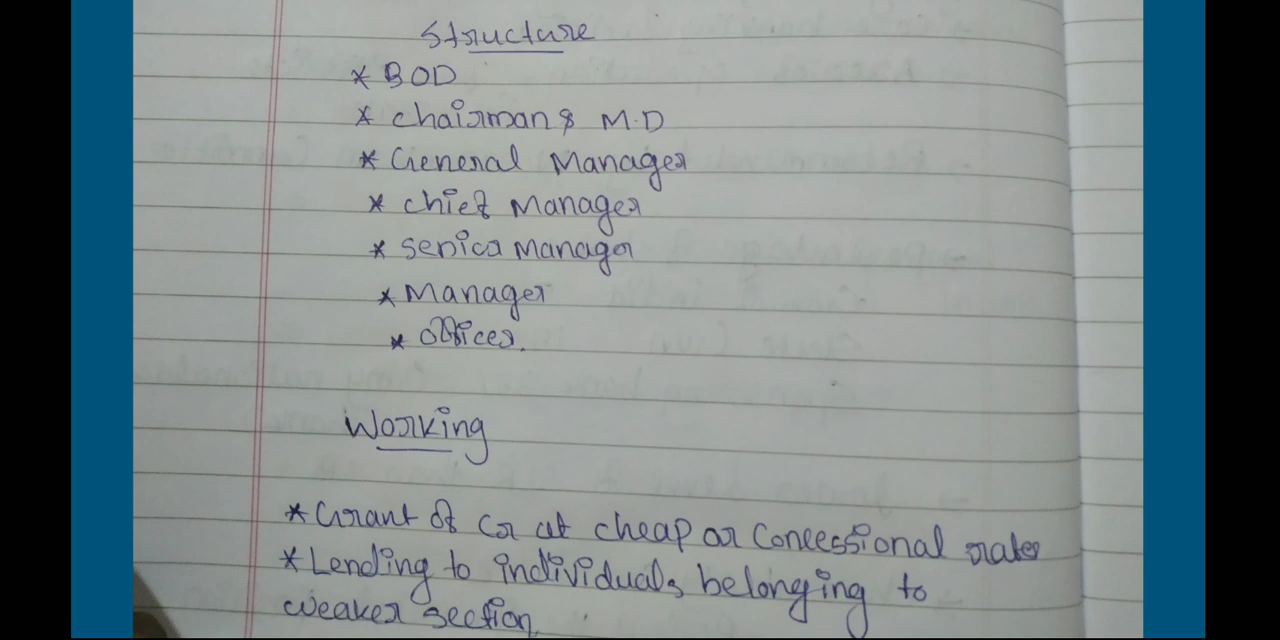 Structure
* BOD
* Chairman & M.D
* General Manager
* Chief Manager
* Senior Manager
* Manager
* Officer.
Working
* Grant of Cr at cheap or Concessional rates
* Lending to individuals belonging to
weaker section.